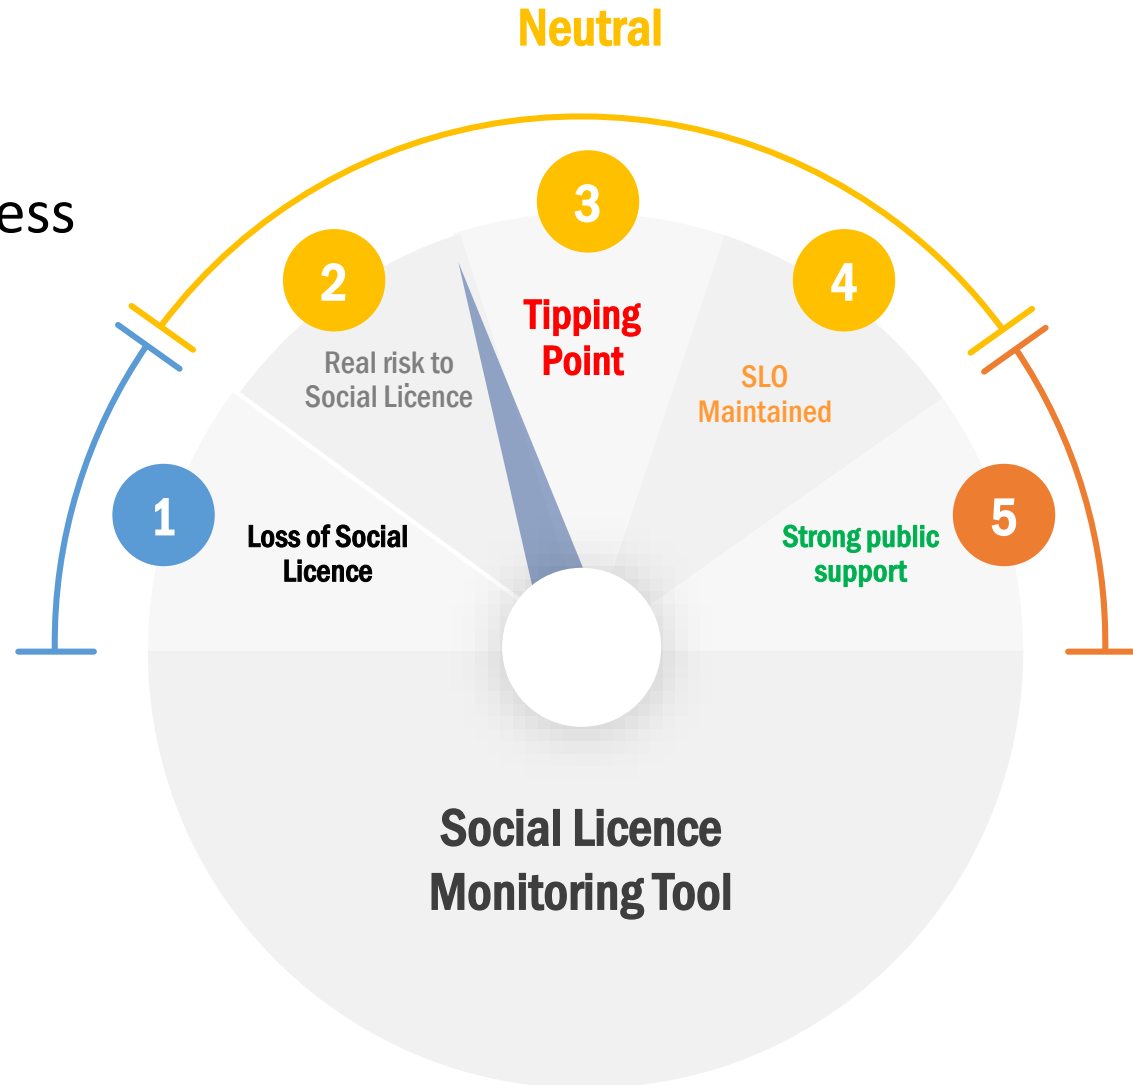 Neutral
ess
3
2
4
Tipping
Point
Real risk to
Social Licence
SLO
Maintained
1
5
Loss of Social
Licence
Strong public
support
Social Licence
Monitoring Tool